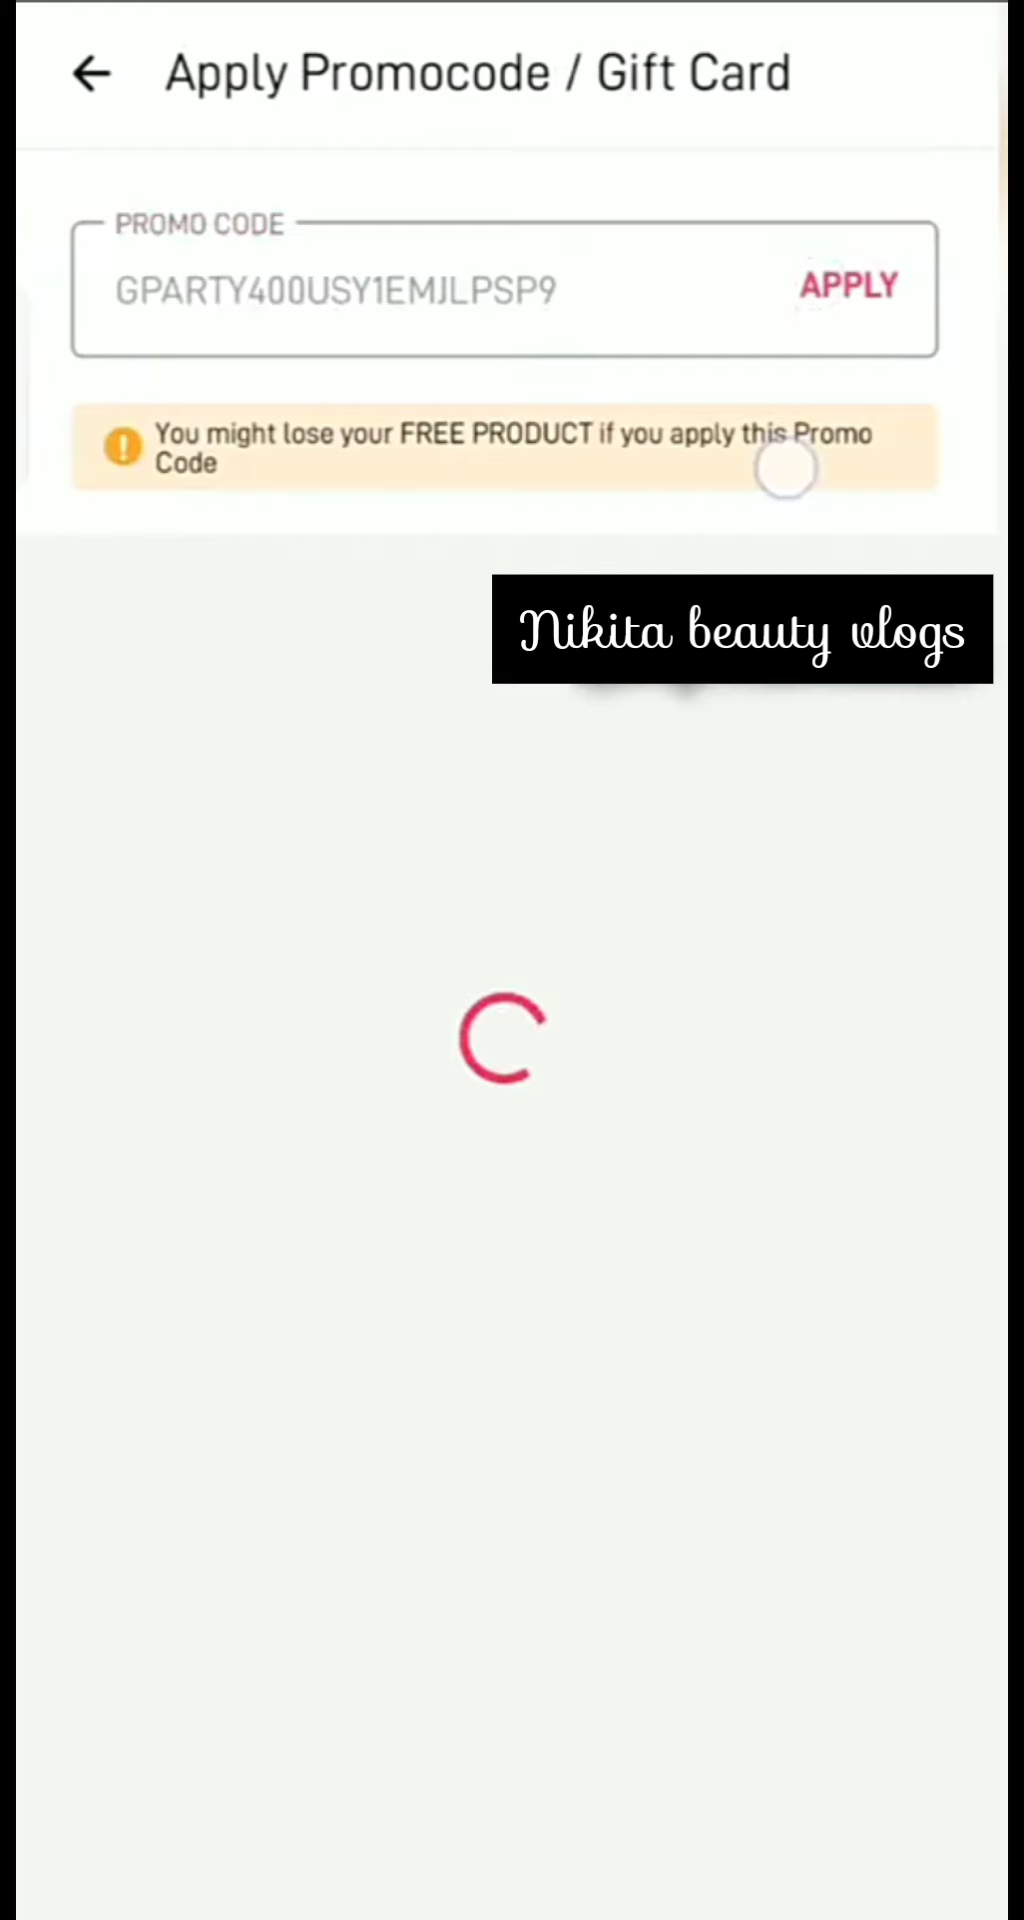 Apply Promocode / Gift Card
PROMO CODE
GPARTY400USY1EMJLPSP9
APPLY
You might lose your FREE PRODUCT if you apply this Promo
Code
Nikita beauty vlogs